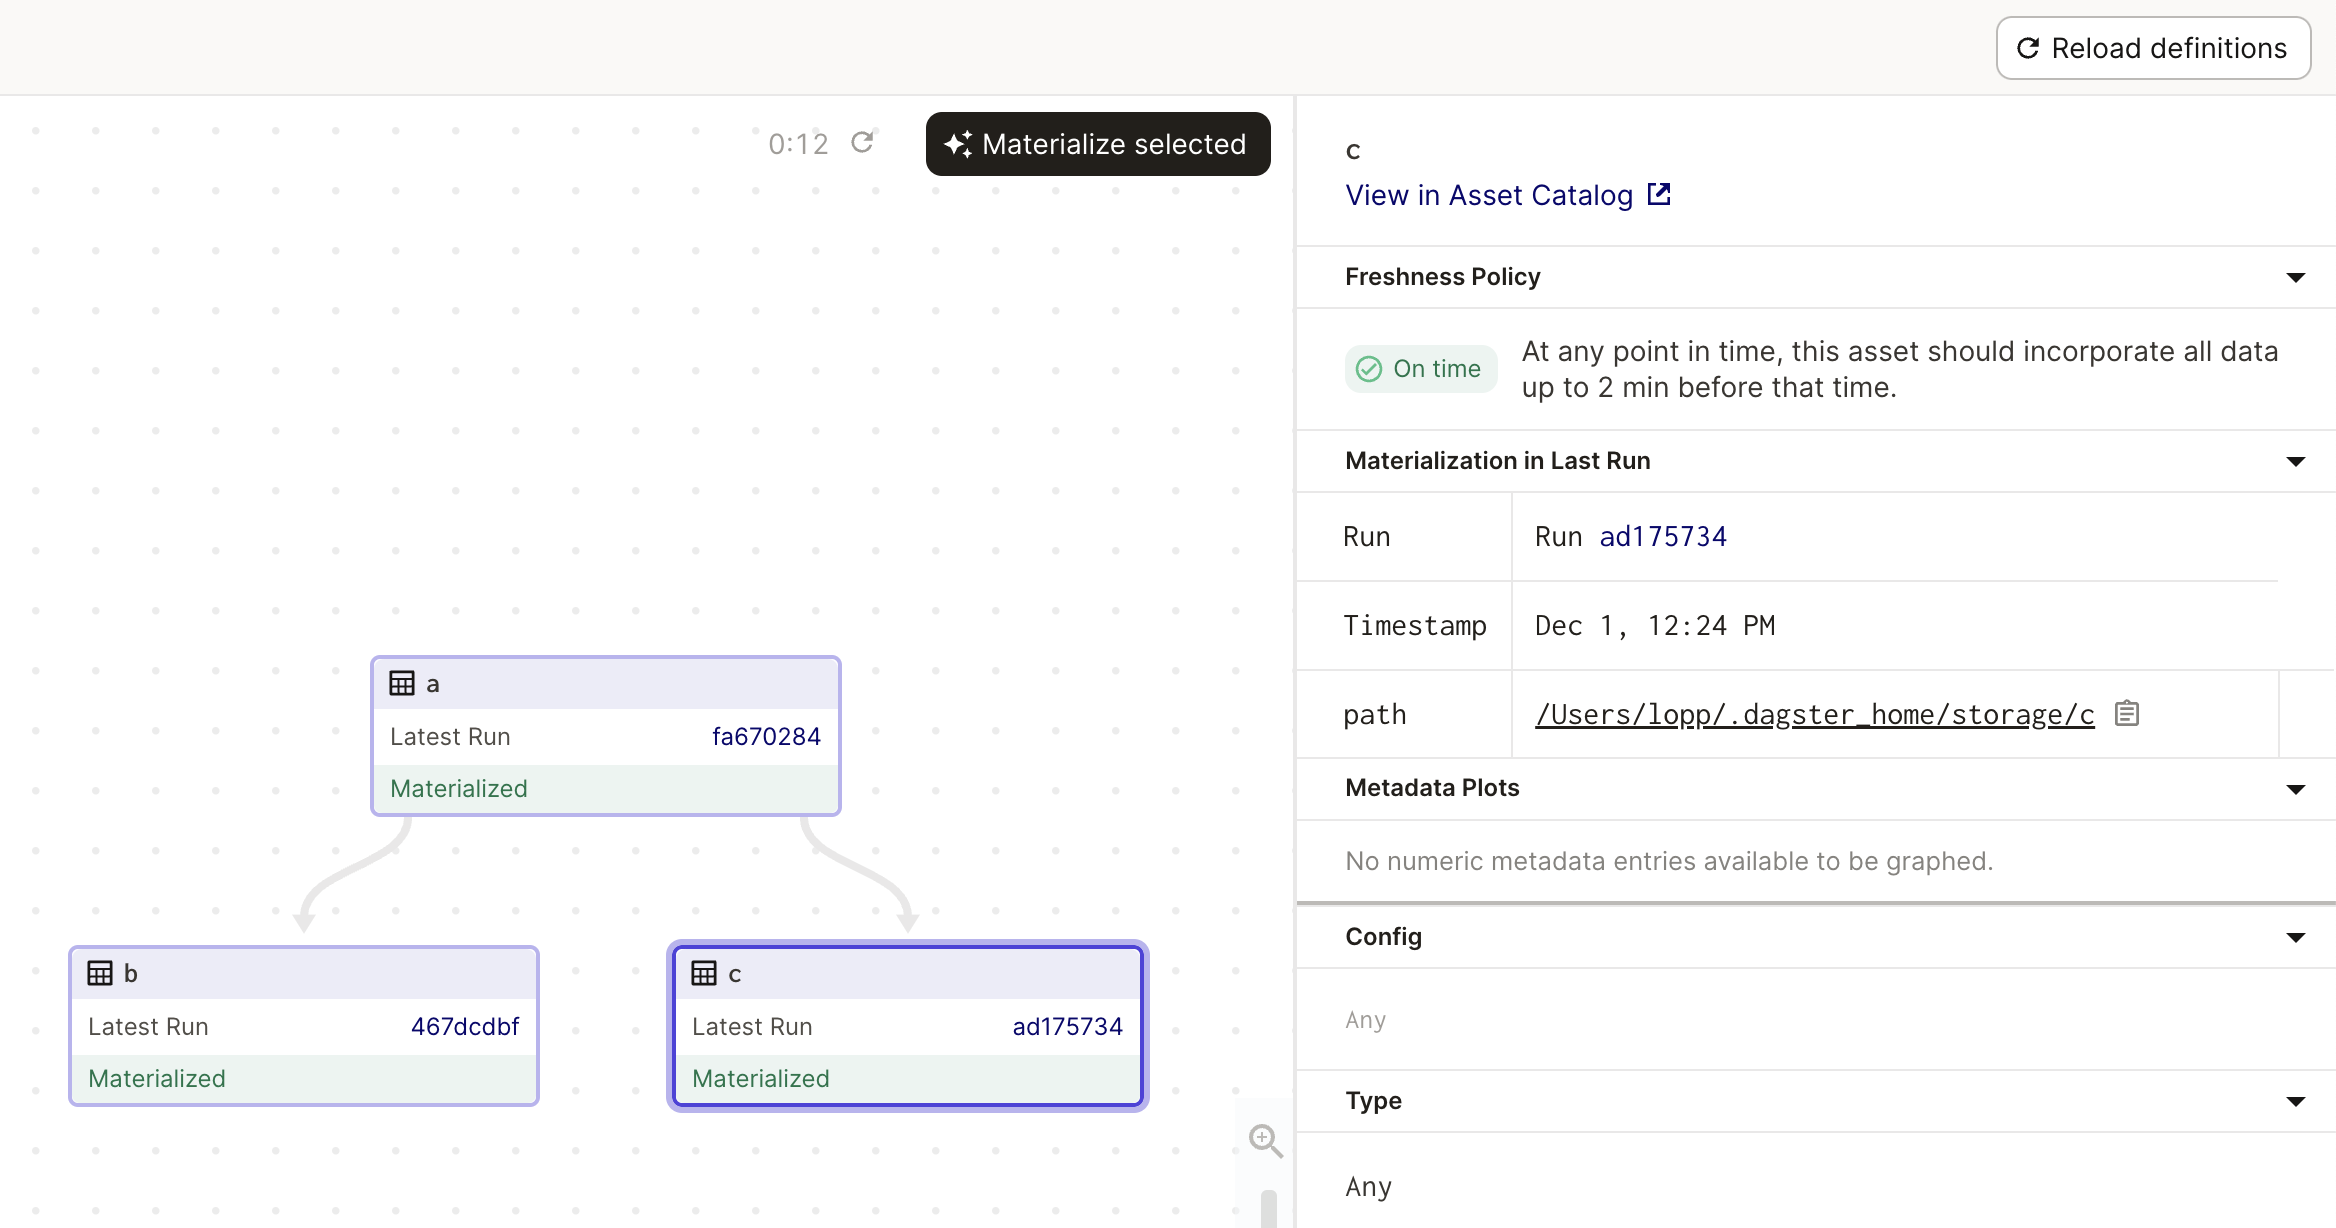 Reload definitions
0:12
Materialize selected
a
Latest Run fa670284
Materialized
b
Latest Run 467dcdbf
Materialized
c
Latest Run ad175734
Materialized
c
View in Asset Catalog
Freshness Policy
On time
At any point in time, this asset should incorporate all data
up to 2 min before that time.
Materialization in Last Run
Run Run ad175734
Timestamp Dec 1, 12:24 PM
path /Users/lopp/.dagster_home/storage/c
Metadata Plots
No numeric metadata entries available to be graphed.
Config
Any
Type
Any